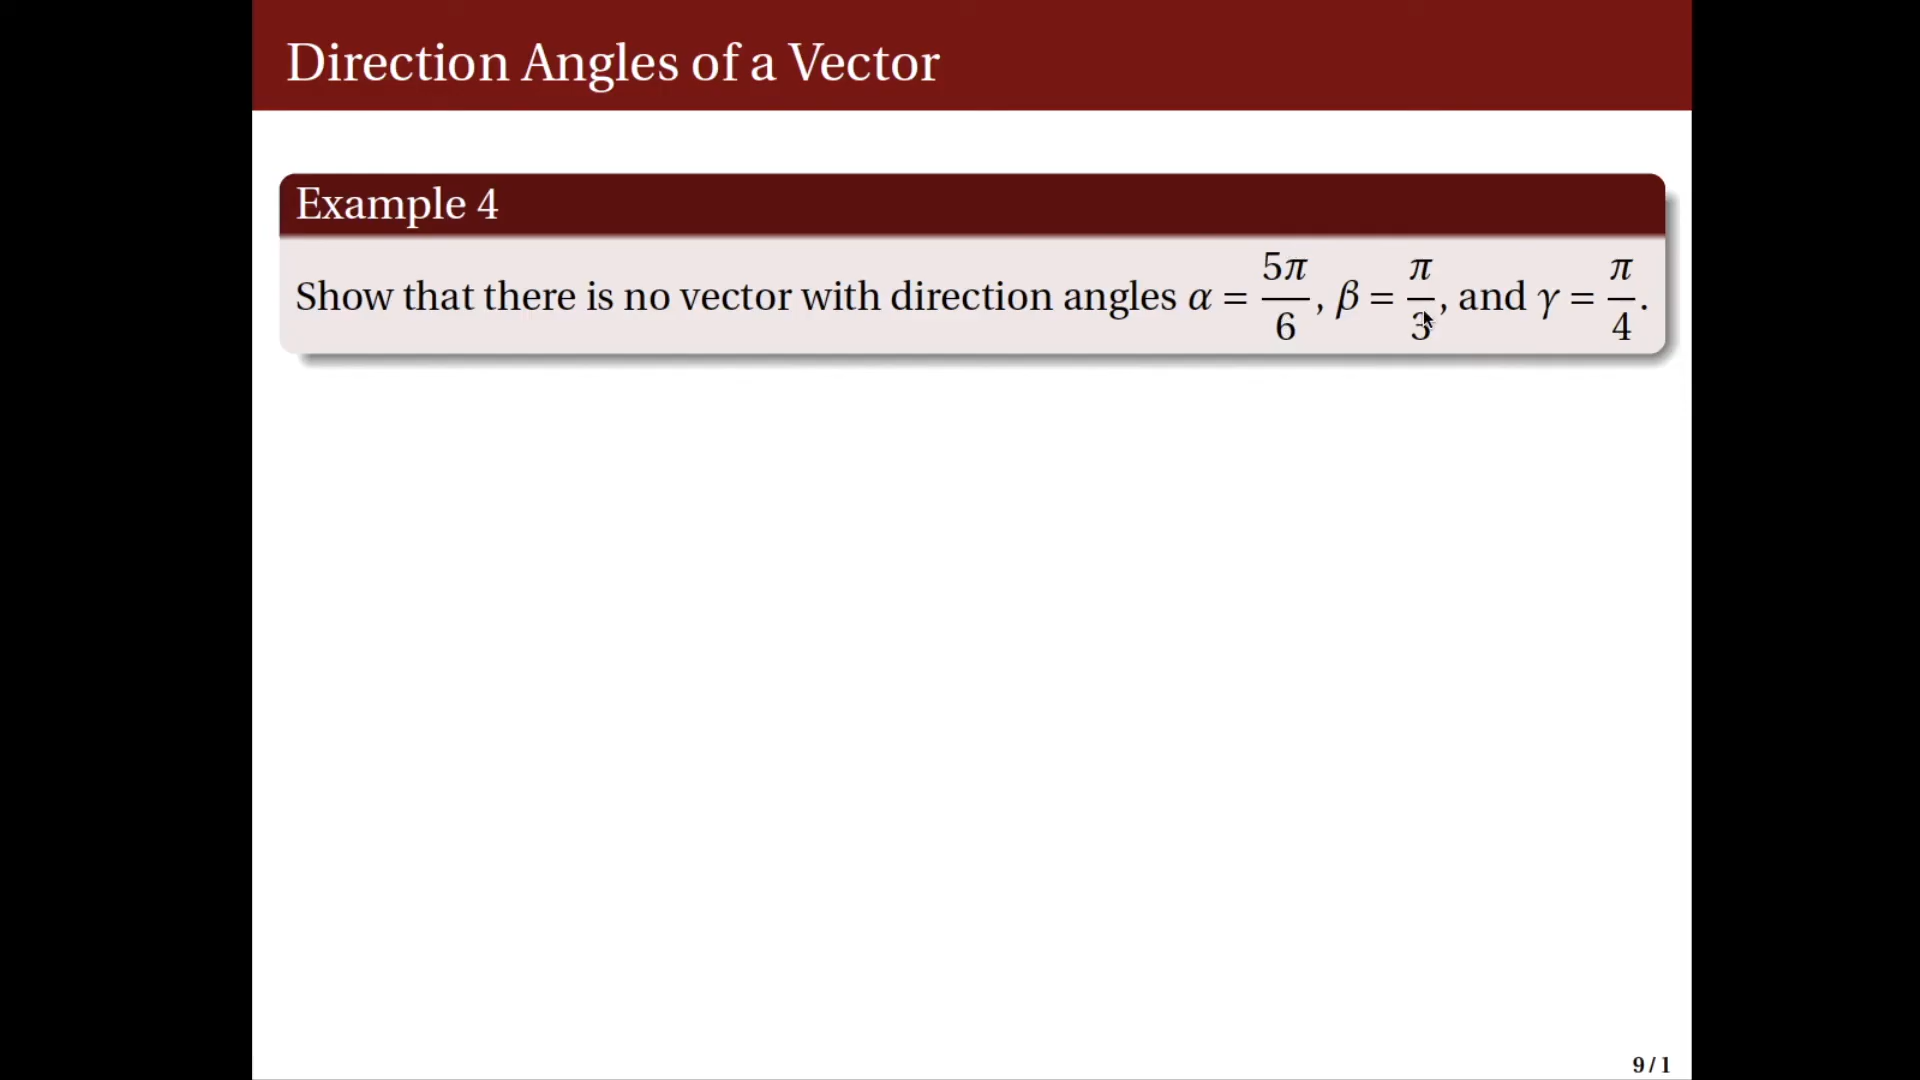 Direction Angles of a Vector
Example 4
Show that there is no vector with direction angles α = 5π/6, β = π/3, and γ = π/4.
9 / 1